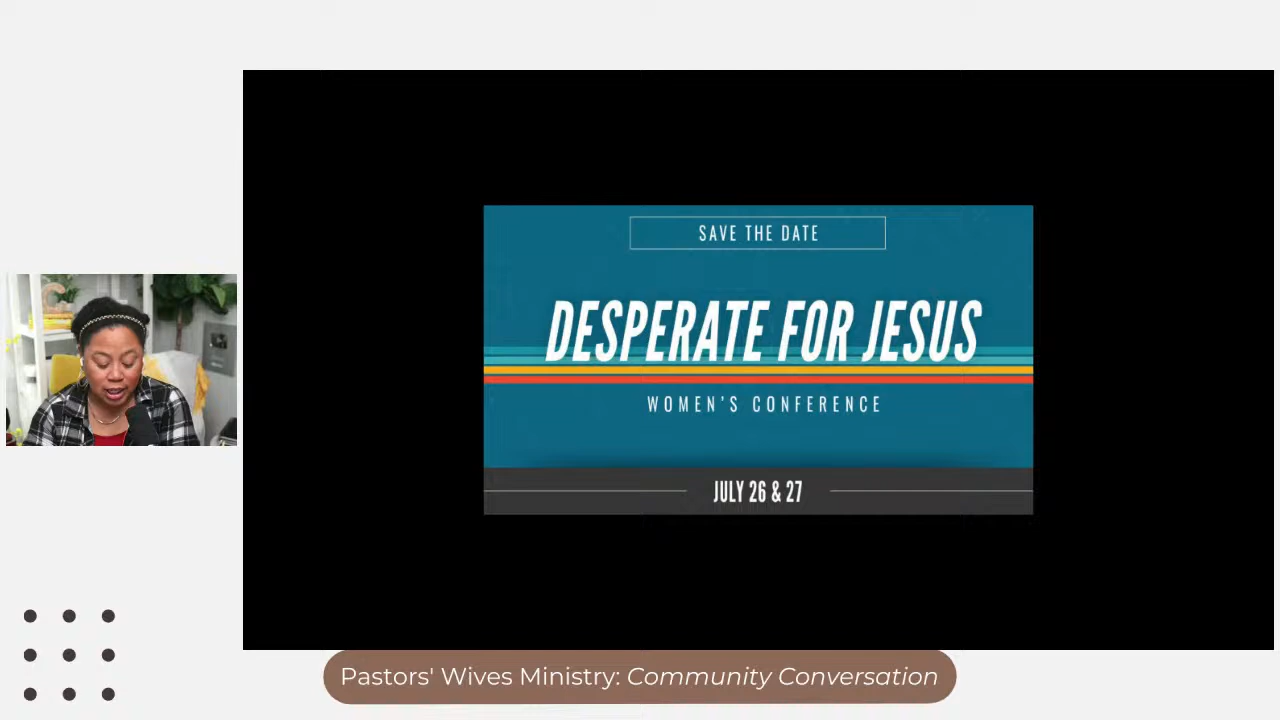 SAVE THE DATE
DESPERATE FOR JESUS
WOMEN'S CONFERENCE
JULY 26 & 27
Pastors' Wives Ministry: Community Conversation